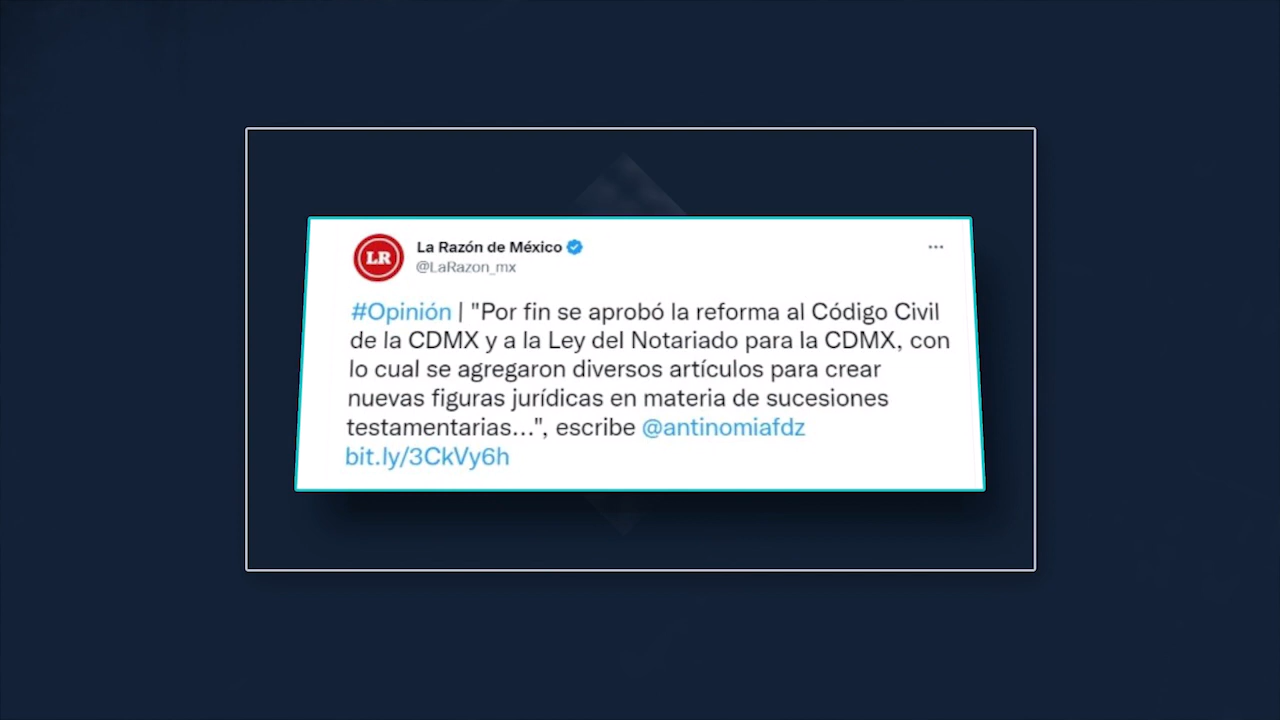 LR
La Razón de México
@LaRazon_mx
#Opinión | "Por fin se aprobó la reforma al Código Civil
de la CDMX y a la Ley del Notariado para la CDMX, con
lo cual se agregaron diversos artículos para crear
nuevas figuras jurídicas en materia de sucesiones
testamentarias...", escribe @antinomiafdz
bit.ly/3CkVy6h